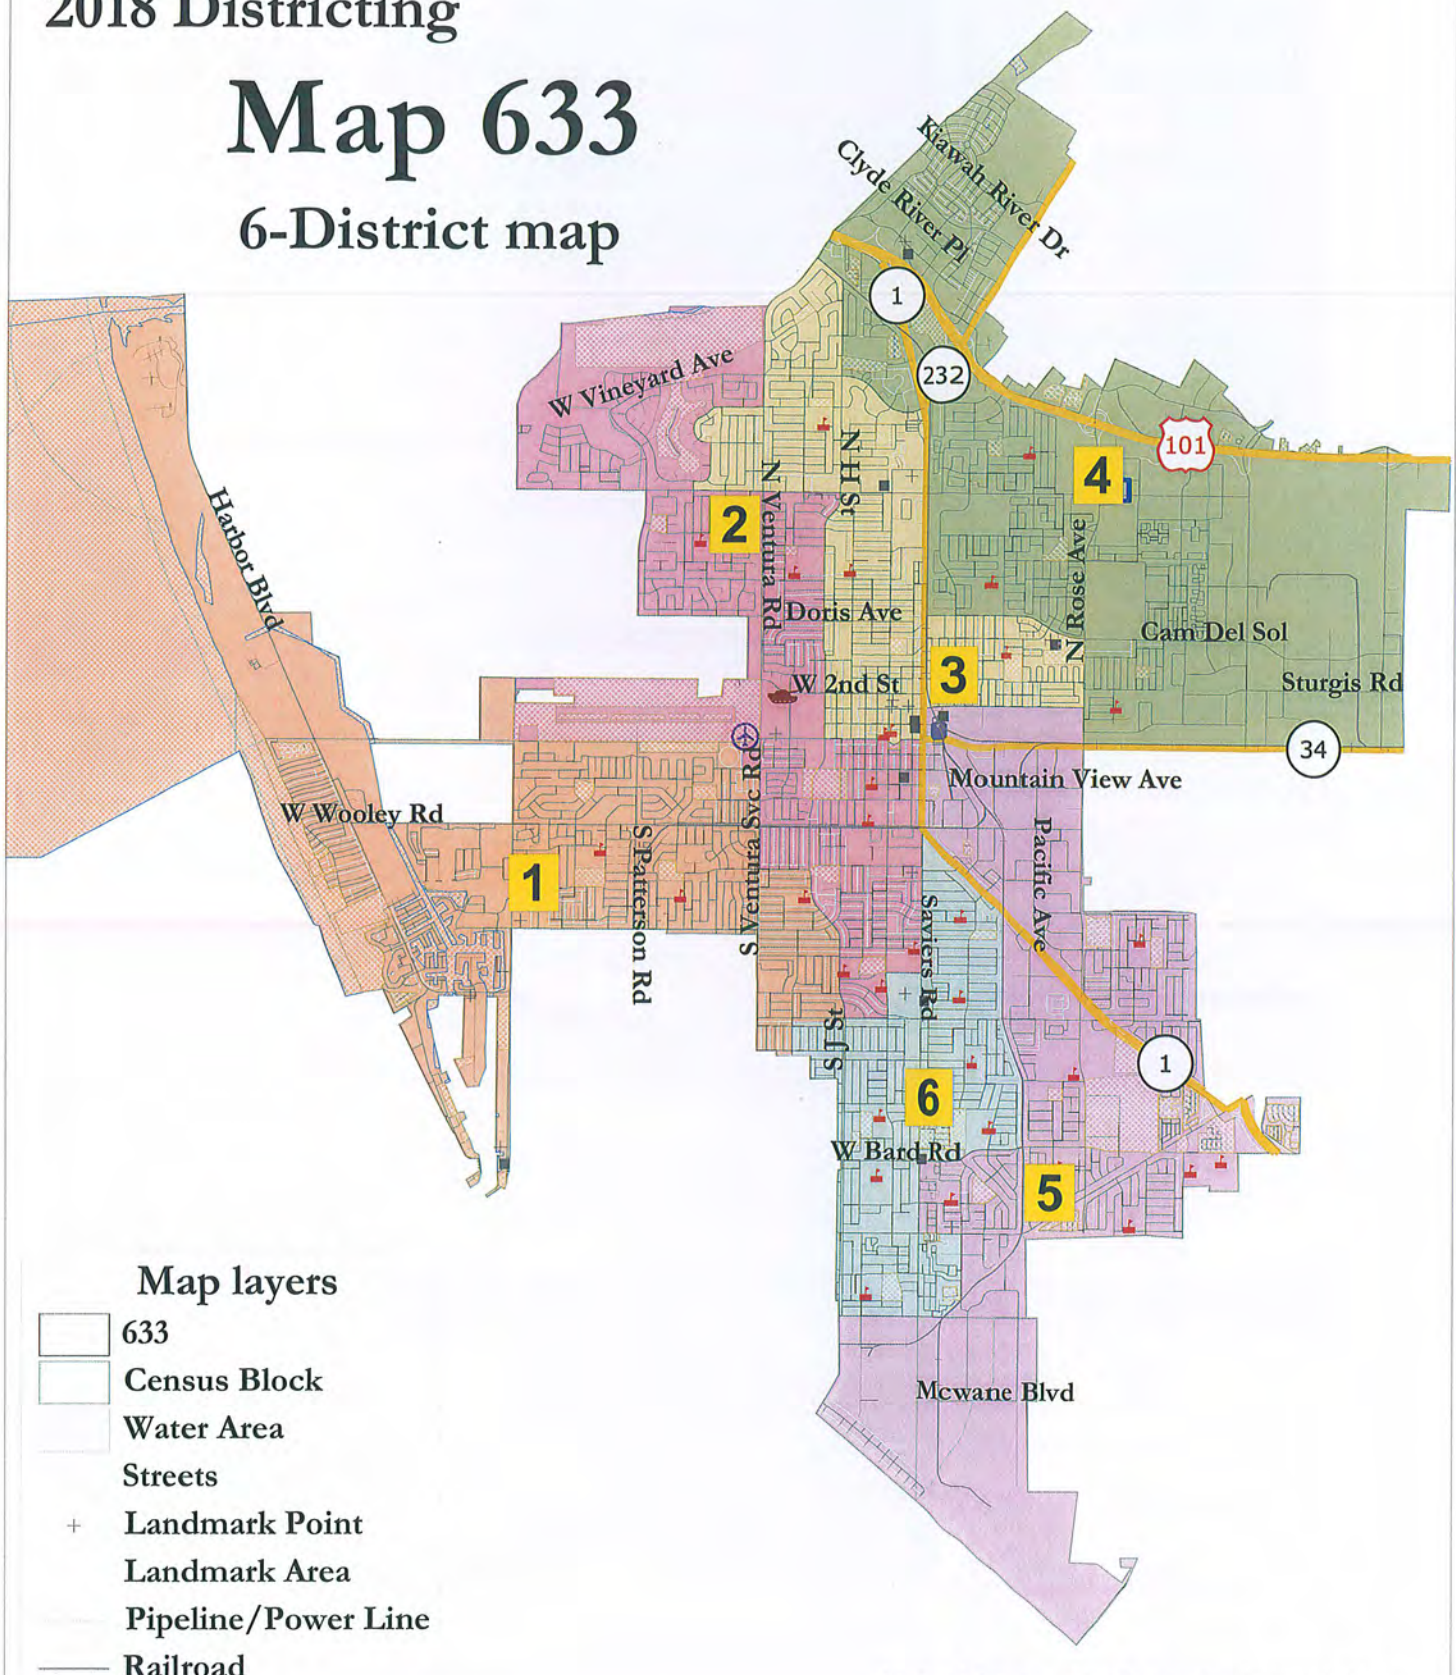 2018 Districting
Map 633
6-District map
Kiawah River Dr
Clyde River Pl
1
232
W Vineyard Ave
101
4
N H St
N Ventura Rd
2
Harbor Blvd
N Rose Ave
Doris Ave
Cam Del Sol
3
W 2nd St
Sturgis Rd
34
Mountain View Ave
W Wooley Rd
S Ventura Svc Rd
Pacific Ave
S Patterson Rd
1
Saviers Rd
S J St
1
6
W Bard Rd
5
Mcwane Blvd
Map layers
633
Census Block
Water Area
Streets
Landmark Point
Landmark Area
Pipeline/Power Line
Railroad